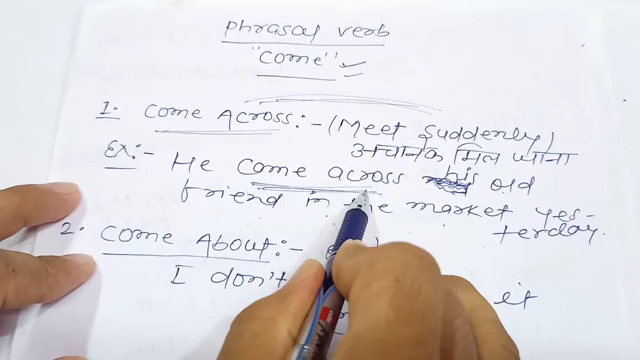 Phrasal verb
"Come"
1. Come Across:- (Meet Suddenly)
अचानक मिल जाना
Ex:- He come across his old
friend in the market yes-
terday.
2. Come About:-
I don't it